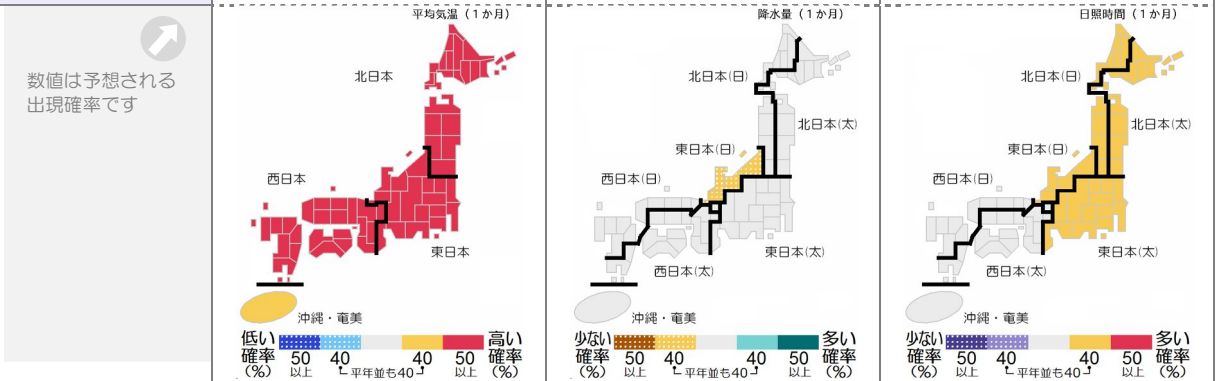 数値は予想される
出現確率です
平均気温（１か月）
北日本
西日本
東日本
沖縄・奄美
低い
確率
(%)
50
以上
40
平年並も40
40
50
以上
高い
確率
(%)
降水量（１か月）
北日本(日)
北日本(太)
東日本(日)
西日本(日)
東日本(太)
西日本(太)
沖縄・奄美
少ない
確率
(%)
50
以上
40
平年並も40
40
50
以上
多い
確率
(%)
日照時間（１か月）
北日本(日)
北日本(太)
東日本(日)
西日本(日)
東日本(太)
西日本(太)
沖縄・奄美
少ない
確率
(%)
50
以上
40
平年並も40
40
50
以上
多い
確率
(%)